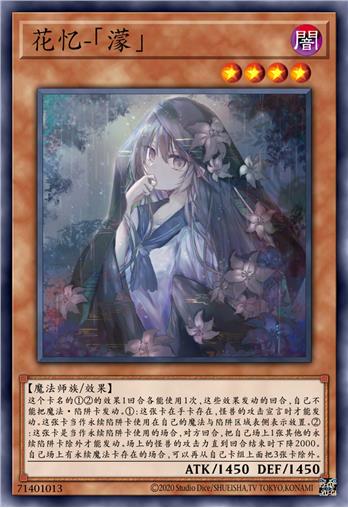 花忆-「濛」
闇
【魔法师族/效果】
这个卡名的①②的效果1回合各能使用1次,这些效果发动的回合,自己不
能把魔法·陷阱卡发动。①:这张卡在手卡存在,怪兽的攻击宣言时才能发
动。这张卡当作永续陷阱卡使用在自己的魔法与陷阱区域表侧表示放置。②
:这张卡是当作永续陷阱卡使用的场合,对方回合,把自己场上1张其他的永
续陷阱卡除外才能发动。场上的怪兽的攻击力直到回合结束时下降2000。
自己场上有永续魔法卡存在的场合,可以再从自己卡组上面把3张卡除外。
ATK/1450 DEF/1450
71401013
©2020 Studio Dice/SHUEISHA,TV TOKYO,KONAMI